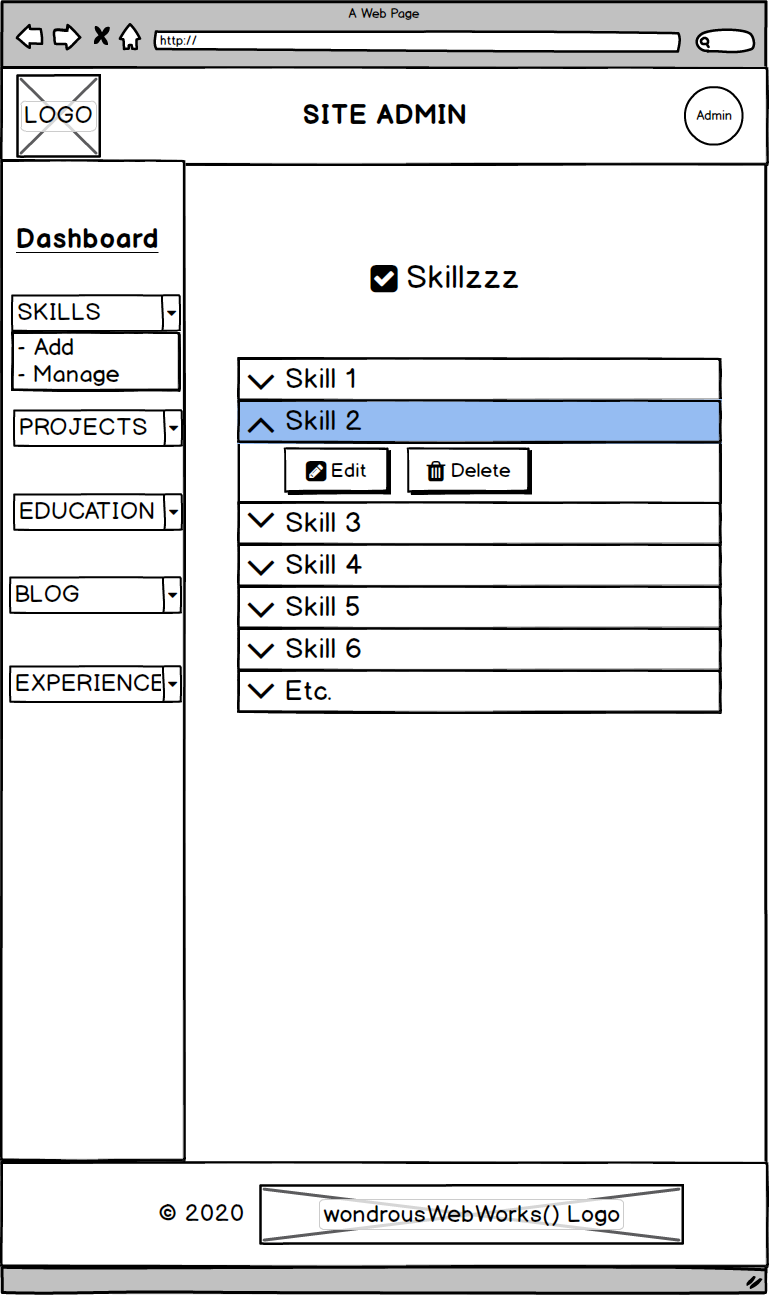 A Web Page
http://
LOGO
SITE ADMIN
Admin
Dashboard
SKILLS
- Add
- Manage
PROJECTS
EDUCATION
BLOG
EXPERIENCE
Skillzzz
Skill 1
Skill 2
Edit
Delete
Skill 3
Skill 4
Skill 5
Skill 6
Etc.
© 2020
wondrousWebWorks() Logo